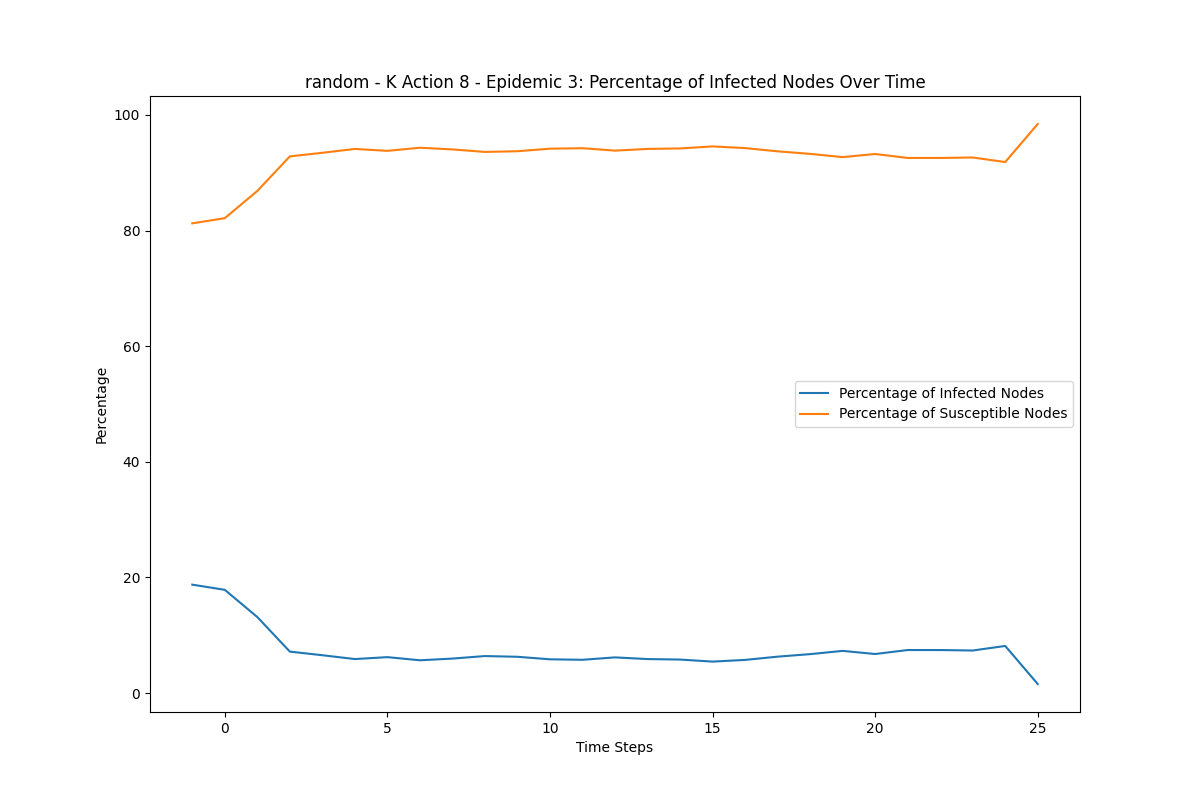 random - K Action 8 - Epidemic 3: Percentage of Infected Nodes Over Time
100
80
60
40
20
0
Percentage
Percentage of Infected Nodes
Percentage of Susceptible Nodes
0 5 10 15 20 25
Time Steps